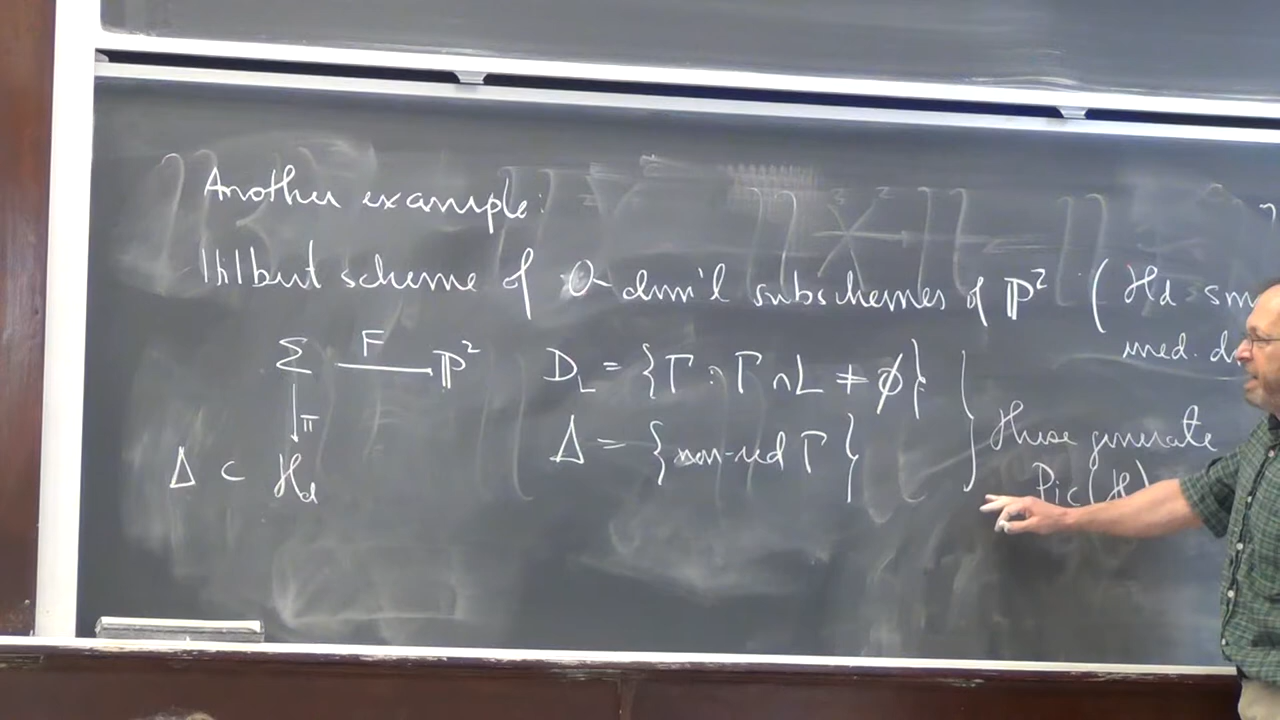 Another example:
Hilbert scheme of 0-dim'l subschemes of ℙ² ( ℋd sm
irred. d
Σ —F→ ℙ² D_L = {Γ : Γ ∩ L ≠ ∅}
↓π Δ = {non-red Γ} } these generate
Δ ⊂ ℋd Pic(ℋ)